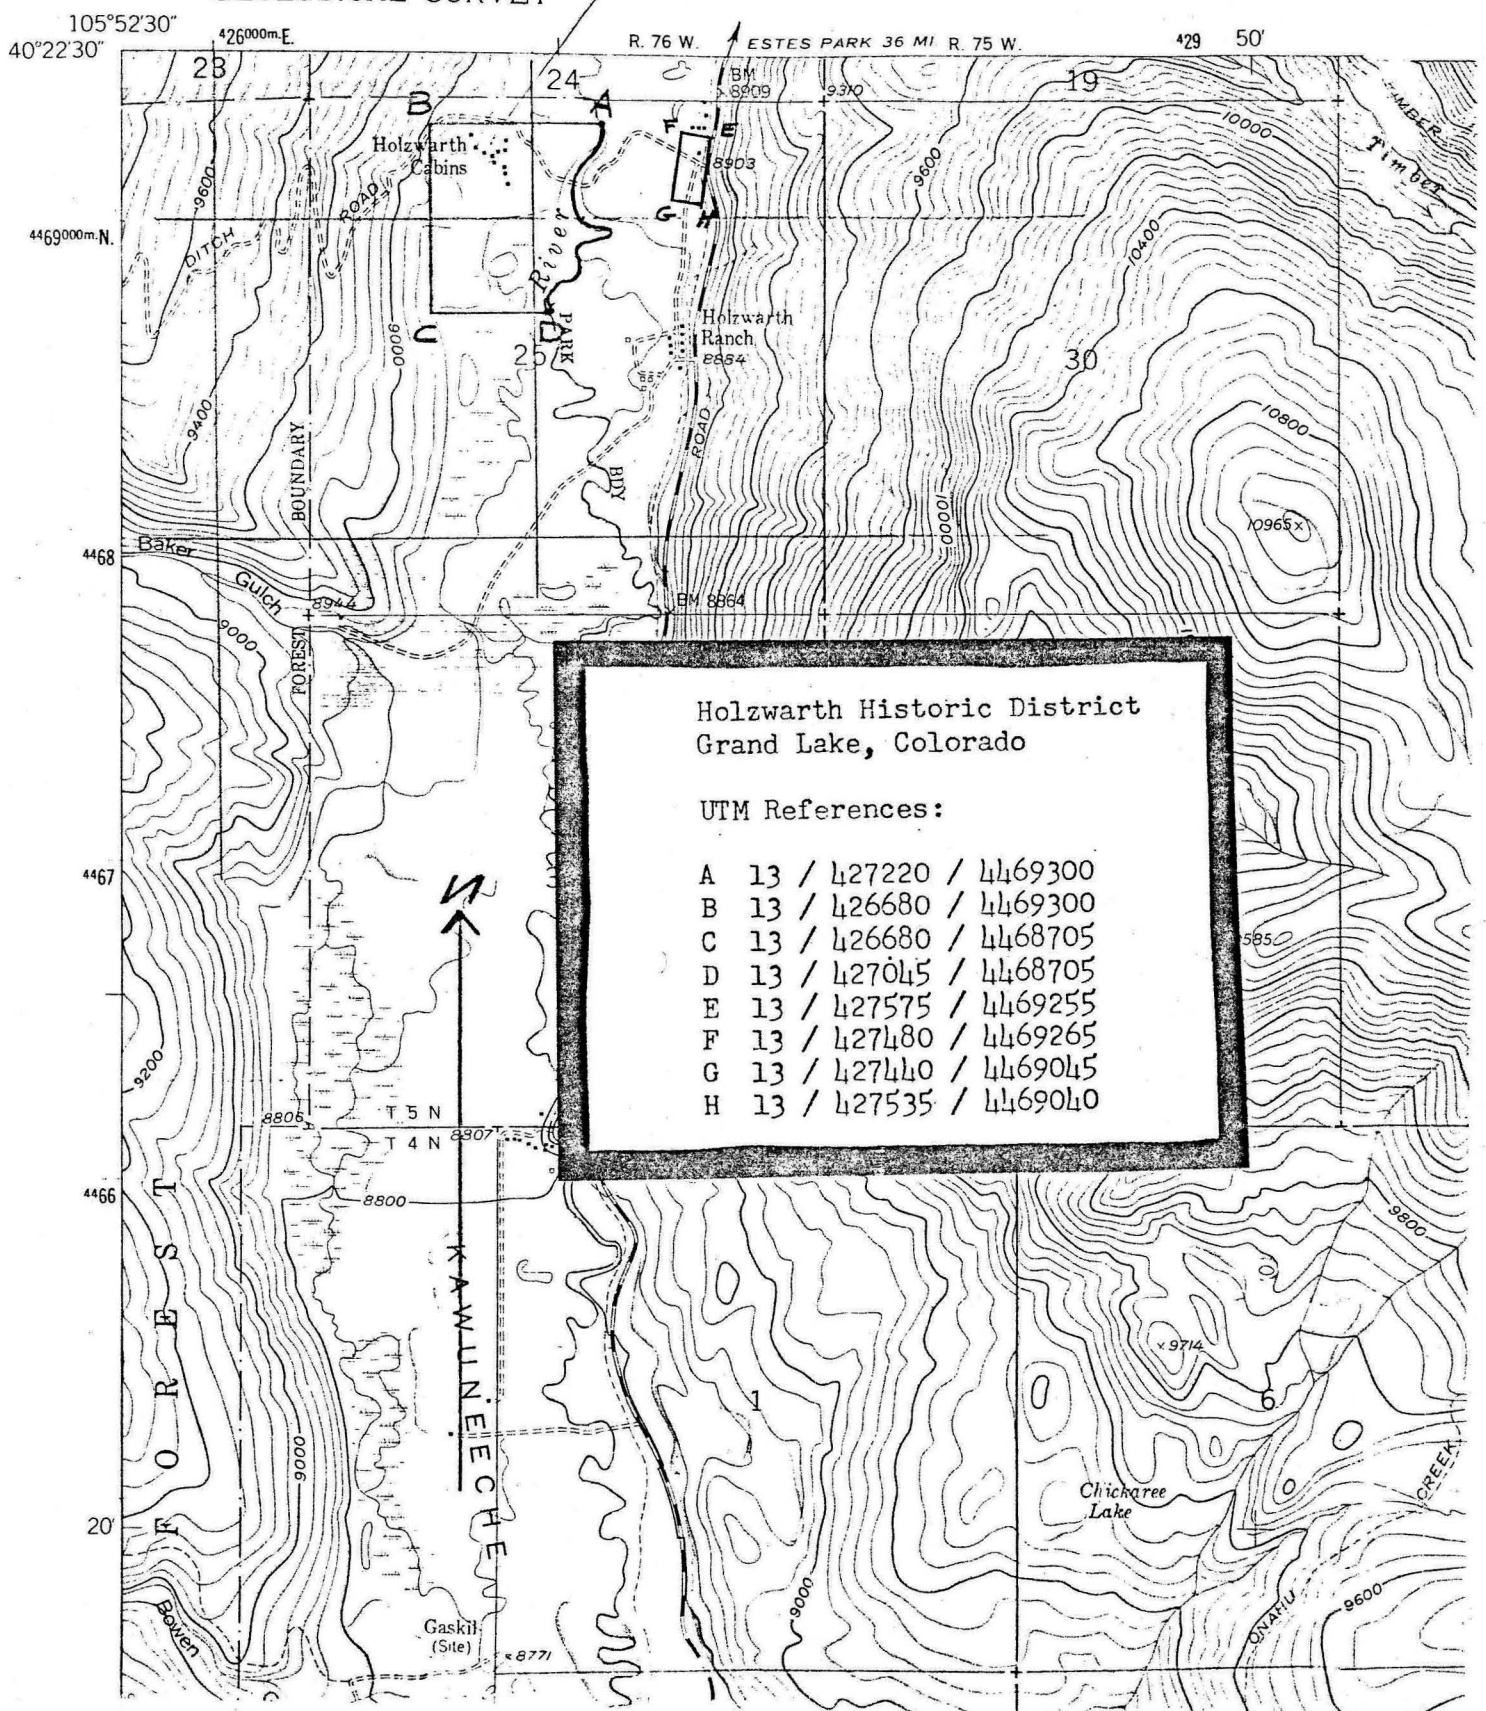 105°52'30"
40°22'30"
426000m.E.
R. 76 W.
ESTES PARK 36 MI.
R. 75 W.
429
50'
23
24
19
BM
8909
9310
B
A
F
E
Holzwarth
Cabins
8903
10000
Timber
9600
9600
ROAD
G
H
4469000m.N.
DITCH
River
10400
C
D
PARK
Holzwarth
Ranch
8884
25
30
9000
9400
ROAD
10800
BOUNDARY
BDY
10000
10965
4468
Baker
Gulch
8944
9000
BM 8864
FOREST
Holzwarth Historic District
Grand Lake, Colorado
UTM References:
A 13 / 427220 / 4469300
B 13 / 426680 / 4469300
C 13 / 426680 / 4468705
D 13 / 427045 / 4468705
E 13 / 427575 / 4469255
F 13 / 427480 / 4469265
G 13 / 427440 / 4469045
H 13 / 427535 / 4469040
4467
N
9200
8806
T 5 N
T 4 N
8807
4466
8800
9800
FOREST
KAWUNEECHE
9714
1
6
9000
Chickaree
Lake
CREEK
20'
Bowen
Gaskil
(Site)
8771
9000
ONAHU
9600